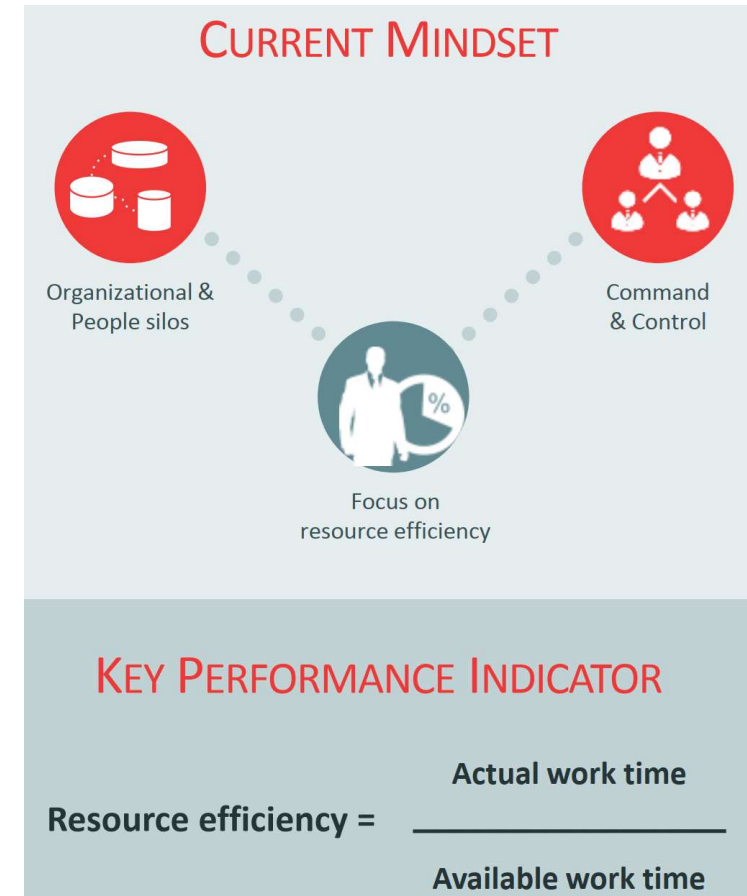 CURRENT MINDSET
Organizational &
People silos
Command
& Control
%
Focus on
resource efficiency
KEY PERFORMANCE INDICATOR
Actual work time
Resource efficiency =
Available work time